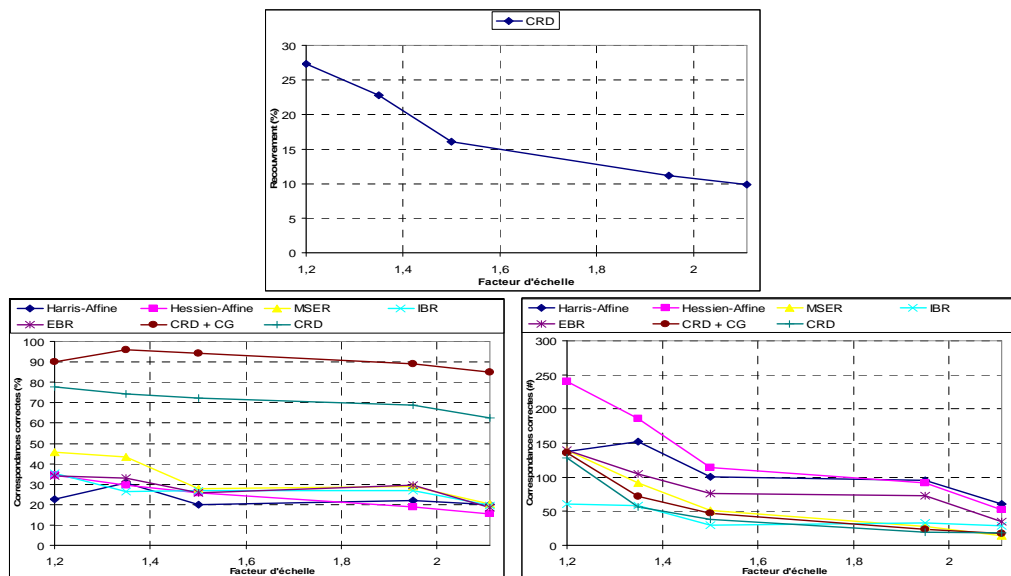 CRD
Recouvrement (%)
30
25
20
15
10
5
0
1,2 1,4 1,6 1,8 2
Facteur d'échelle
Harris-Affine Hessien-Affine MSER IBR
EBR CRD + CG CRD
Correspondances correctes (%)
100
90
80
70
60
50
40
30
20
10
0
1,2 1,4 1,6 1,8 2
Facteur d'échelle
Harris-Affine Hessien-Affine MSER IBR
EBR CRD + CG CRD
Correspondances correctes (#)
300
250
200
150
100
50
0
1,2 1,4 1,6 1,8 2
Facteur d'échelle